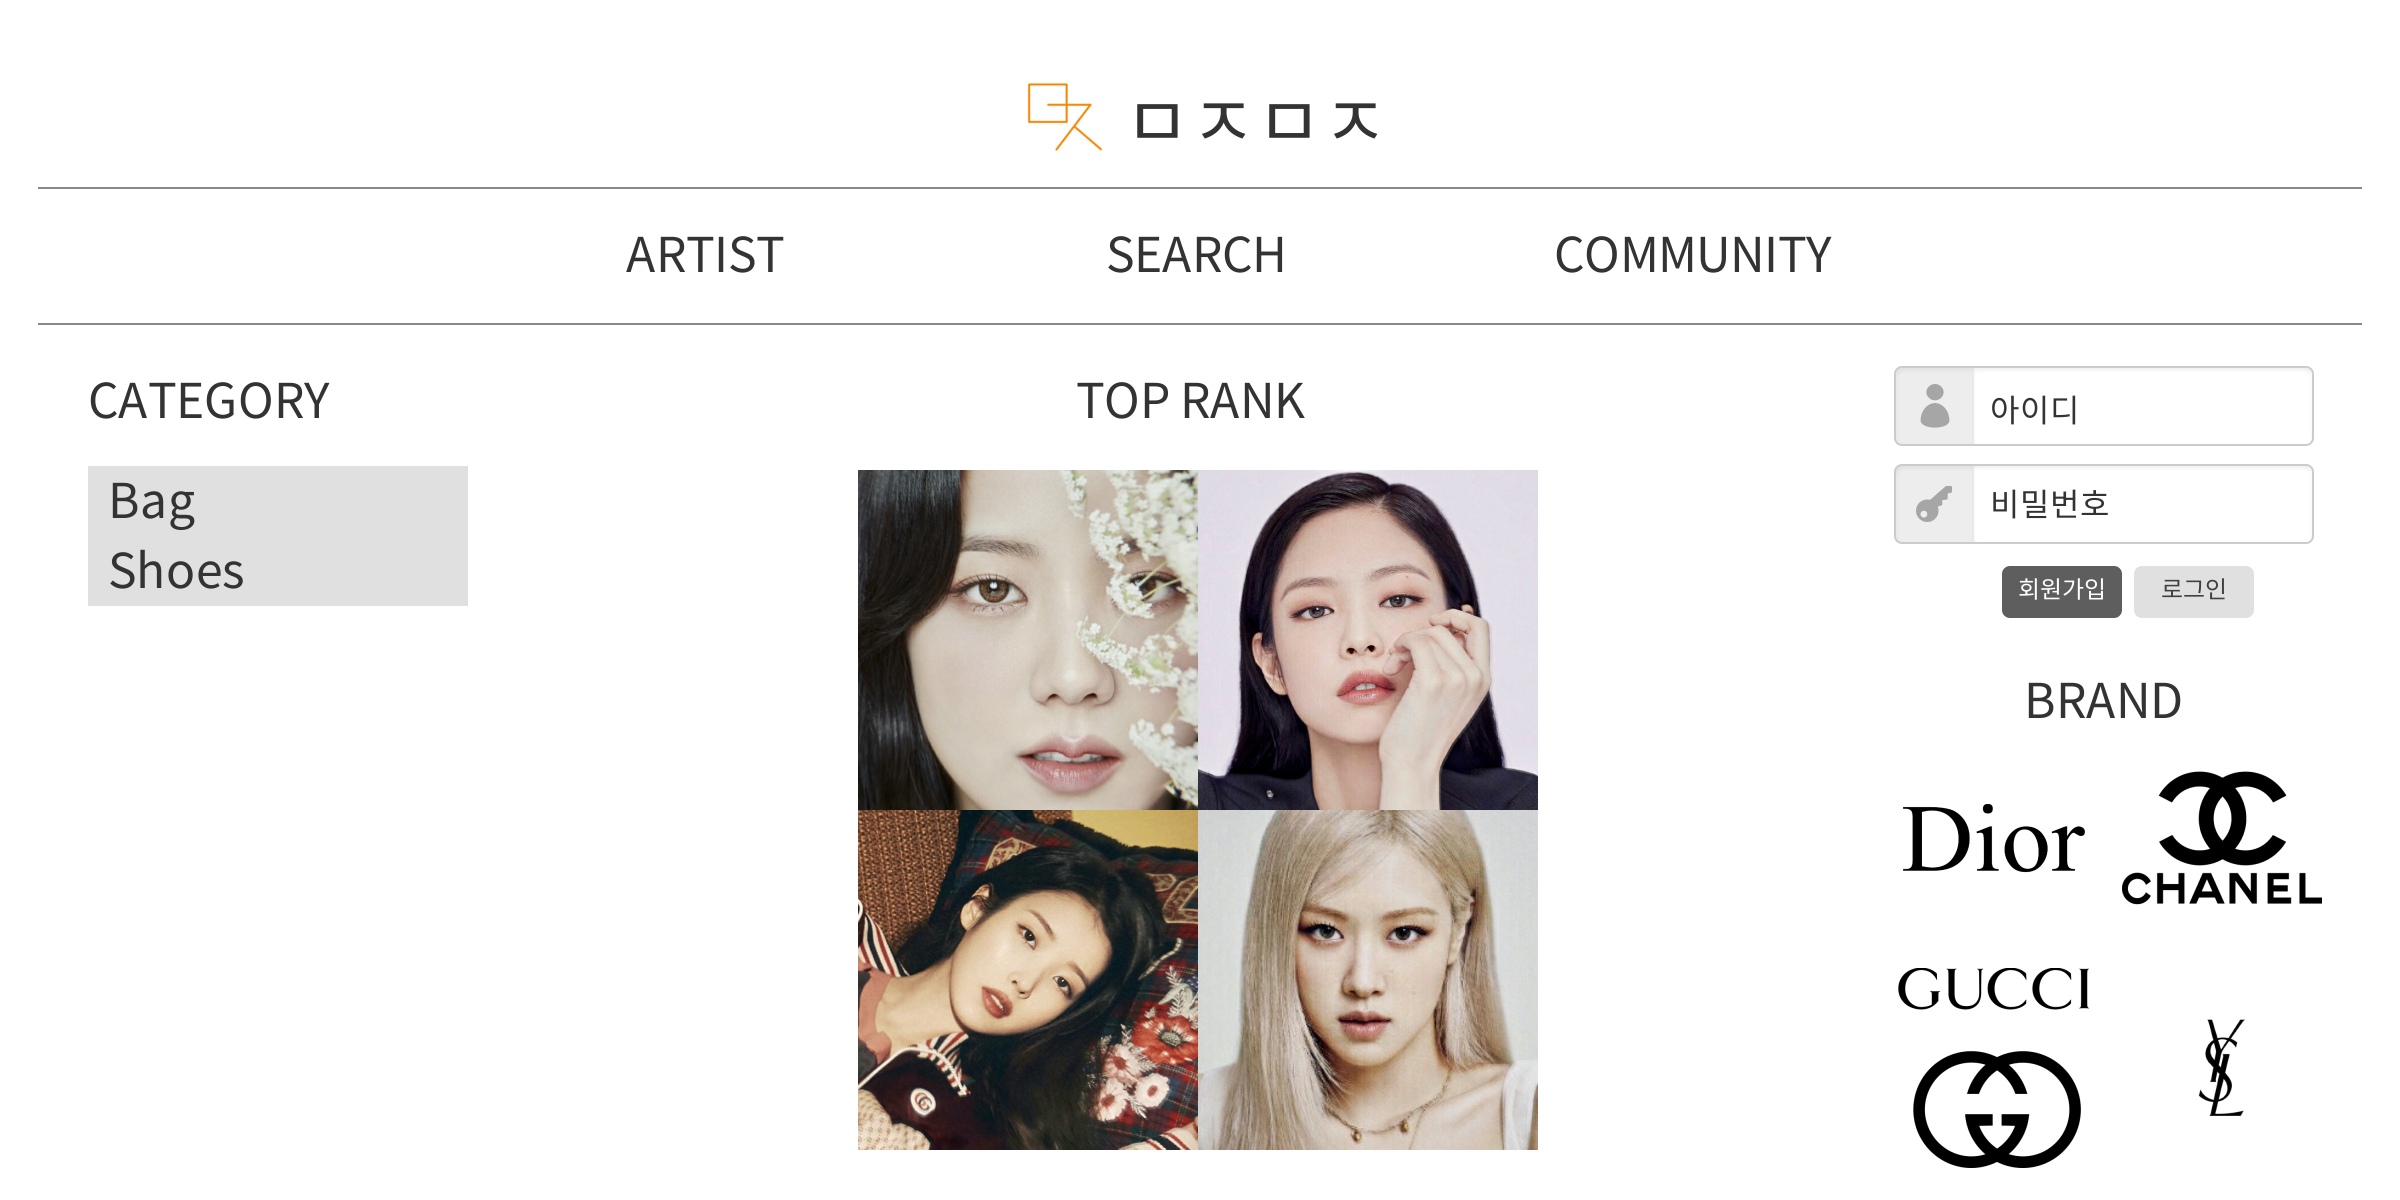 ㅁㅈㅁㅈ
ARTIST
SEARCH
COMMUNITY
CATEGORY
Bag
Shoes
TOP RANK
아이디
비밀번호
회원가입
로그인
BRAND
Dior
CHANEL
GUCCI
YSL